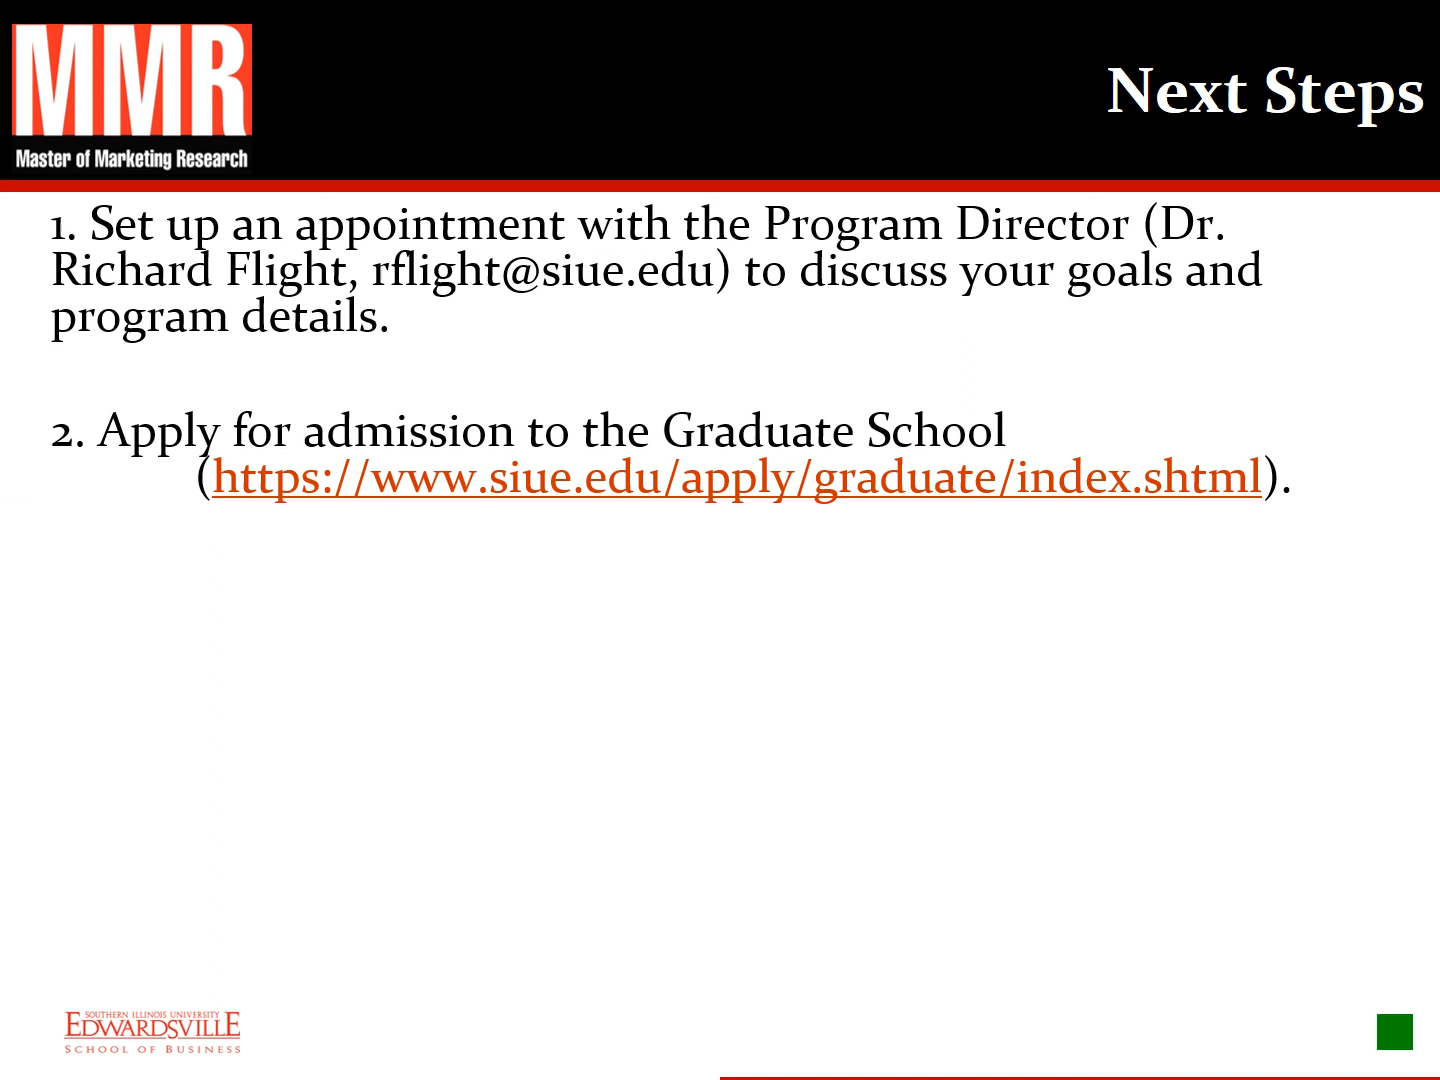 MMR
Master of Marketing Research
Next Steps
1. Set up an appointment with the Program Director (Dr.
Richard Flight, rflight@siue.edu) to discuss your goals and
program details.
2. Apply for admission to the Graduate School
(https://www.siue.edu/apply/graduate/index.shtml).
SOUTHERN ILLINOIS UNIVERSITY
EDWARDSVILLE
SCHOOL OF BUSINESS